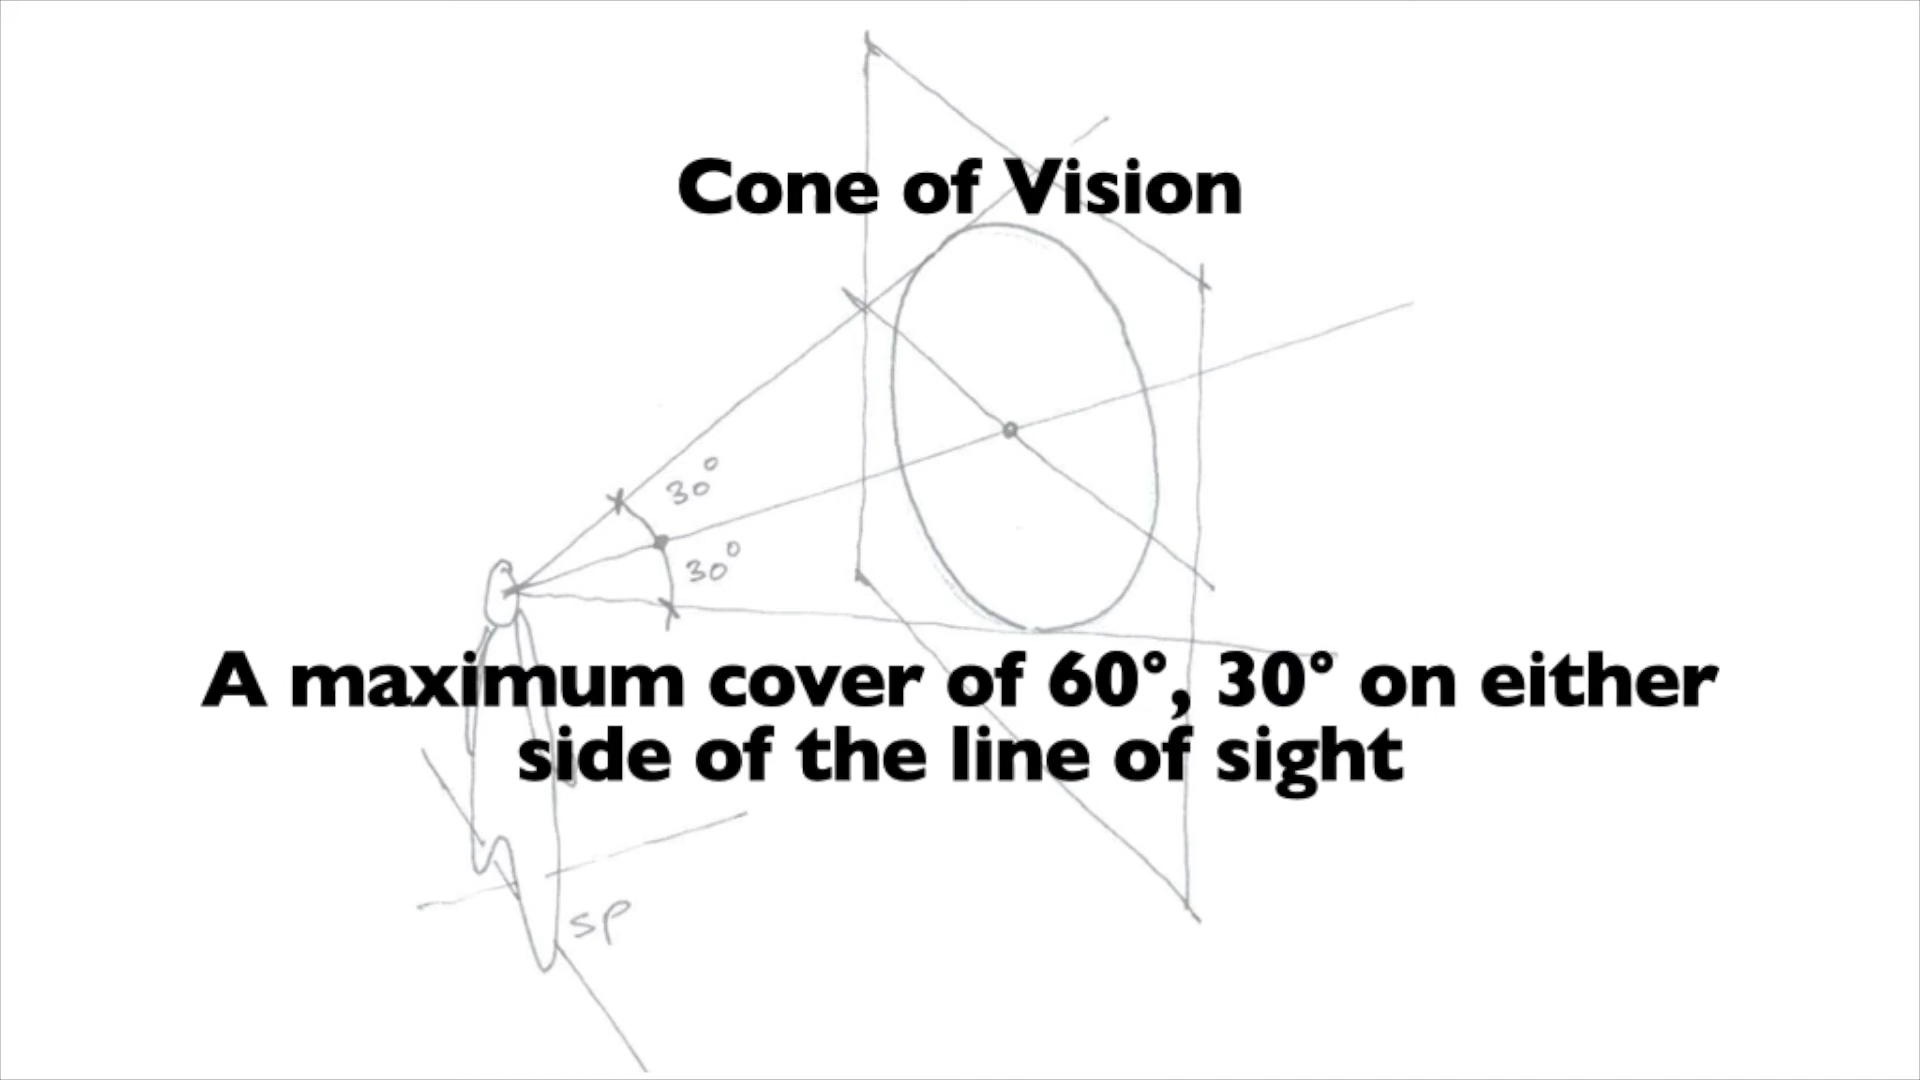 Cone of Vision
30°
30°
A maximum cover of 60°, 30° on either
side of the line of sight
SP